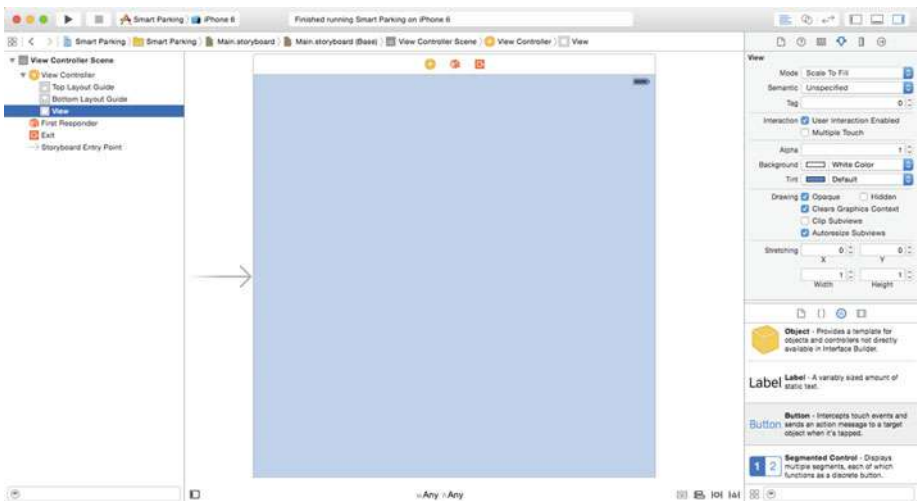 Smart Parking iPhone 6
Finished running Smart Parking on iPhone 6
Smart Parking Smart Parking Main.storyboard Main.storyboard (Base) View Controller Scene View Controller View
View Controller Scene
View Controller
Top Layout Guide
Bottom Layout Guide
View
First Responder
Exit
Storyboard Entry Point
wAny hAny
View
Mode Scale To Fill
Semantic Unspecified
Tag 0
Interaction User Interaction Enabled
Multiple Touch
Alpha 1
Background White Color
Tint Default
Drawing Opaque Hidden
Clears Graphics Context
Clip Subviews
Autoresize Subviews
Stretching 0 0
X Y
1 1
Width Height
Object - Provides a template for
objects and controllers not directly
available in Interface Builder.
Label Label - A variably sized amount of
static text.
Button - Intercepts touch events and
Button sends an action message to a target
object when it's tapped.
Segmented Control - Displays
1 2 multiple segments, each of which
functions as a discrete button.